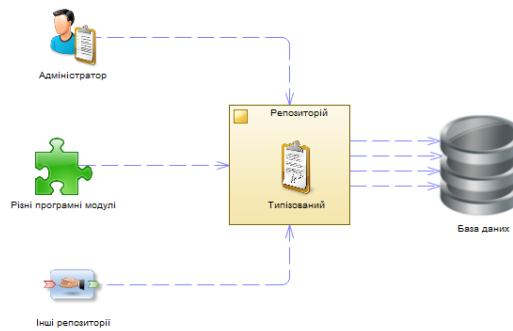 Адміністратор
Репозиторій
Різні програмні модулі
Типізований
База даних
Інші репозиторії